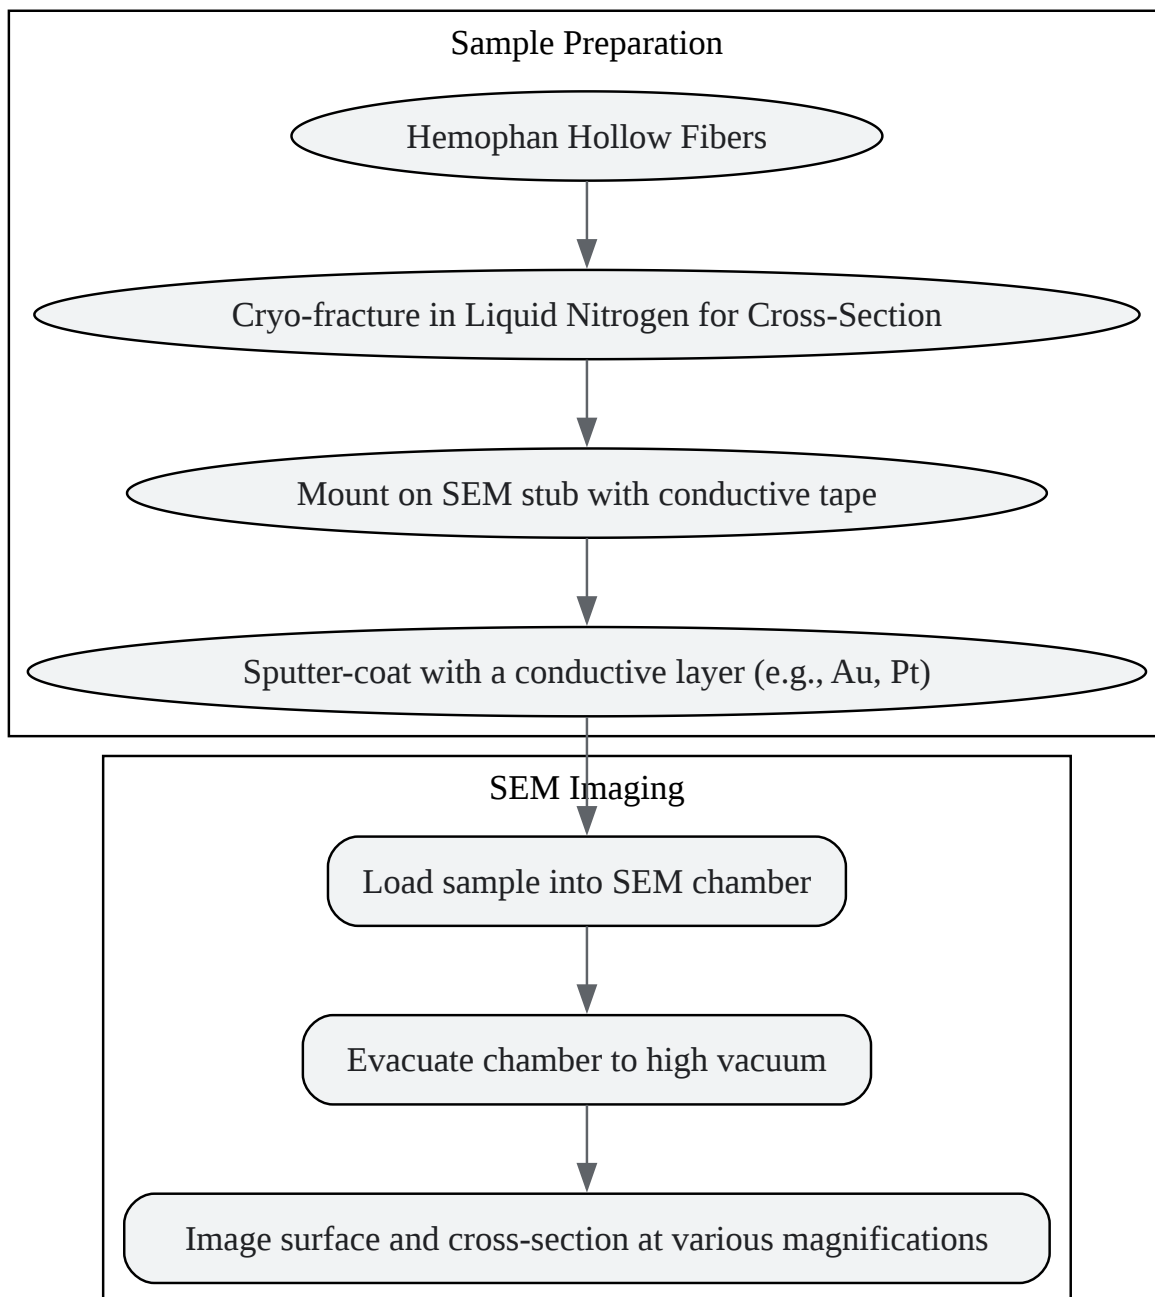 Sample Preparation
Hemophan Hollow Fibers
Cryo-fracture in Liquid Nitrogen for Cross-Section
Mount on SEM stub with conductive tape
Sputter-coat with a conductive layer (e.g., Au, Pt)
SEM Imaging
Load sample into SEM chamber
Evacuate chamber to high vacuum
Image surface and cross-section at various magnifications